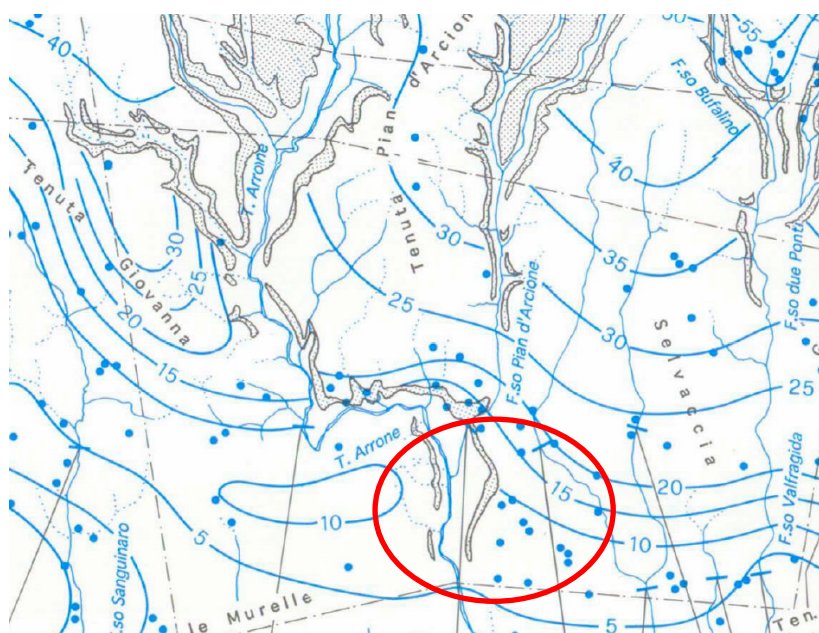 40
50
55
F.so Bufalino
Pian d'Arcion
T. Arrone
40
Tenuta
Tenuta
Giovanna
30
30
35
F.so due Ponti
25
25
20
F.so Pian d'Arcione
30
Selvaccia
15
25
T. Arrone
20
15
F.so Valfragida
10
10
5
F.so Sanguinaro
le Murelle
5
Ten.